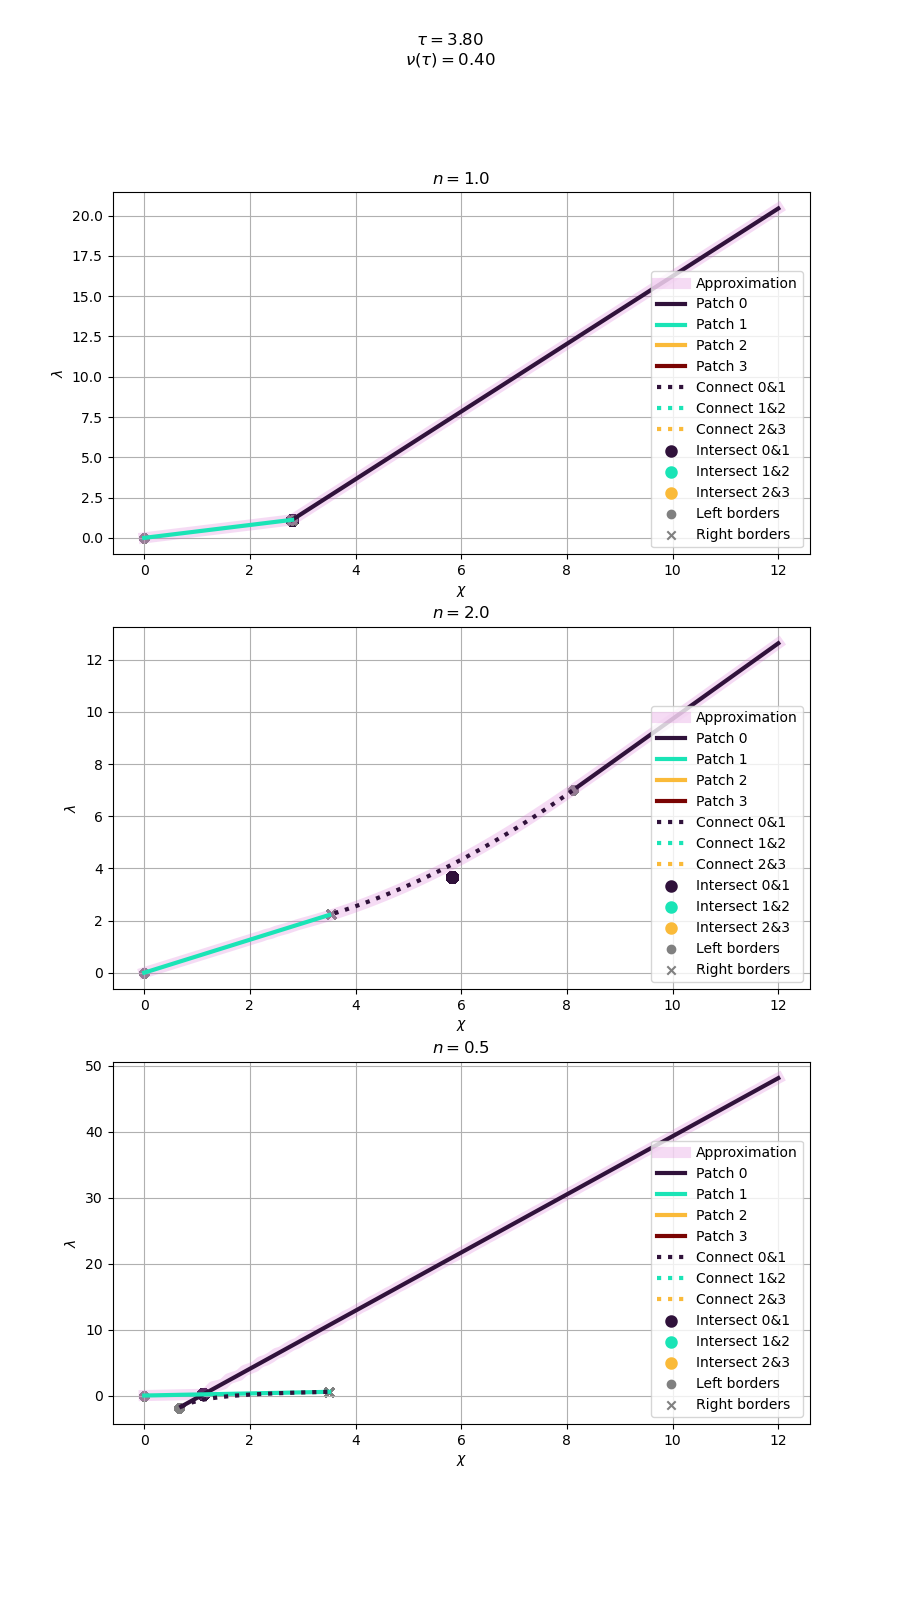 τ = 3.80
ν(τ) = 0.40
n = 1.0
20.0
17.5
15.0
12.5
10.0
7.5
5.0
2.5
0.0
λ
0 2 4 6 8 10 12
χ
Approximation
Patch 0
Patch 1
Patch 2
Patch 3
Connect 0&1
Connect 1&2
Connect 2&3
Intersect 0&1
Intersect 1&2
Intersect 2&3
Left borders
Right borders
n = 2.0
12
10
8
6
4
2
0
λ
0 2 4 6 8 10 12
χ
Approximation
Patch 0
Patch 1
Patch 2
Patch 3
Connect 0&1
Connect 1&2
Connect 2&3
Intersect 0&1
Intersect 1&2
Intersect 2&3
Left borders
Right borders
n = 0.5
50
40
30
20
10
0
λ
0 2 4 6 8 10 12
χ
Approximation
Patch 0
Patch 1
Patch 2
Patch 3
Connect 0&1
Connect 1&2
Connect 2&3
Intersect 0&1
Intersect 1&2
Intersect 2&3
Left borders
Right borders